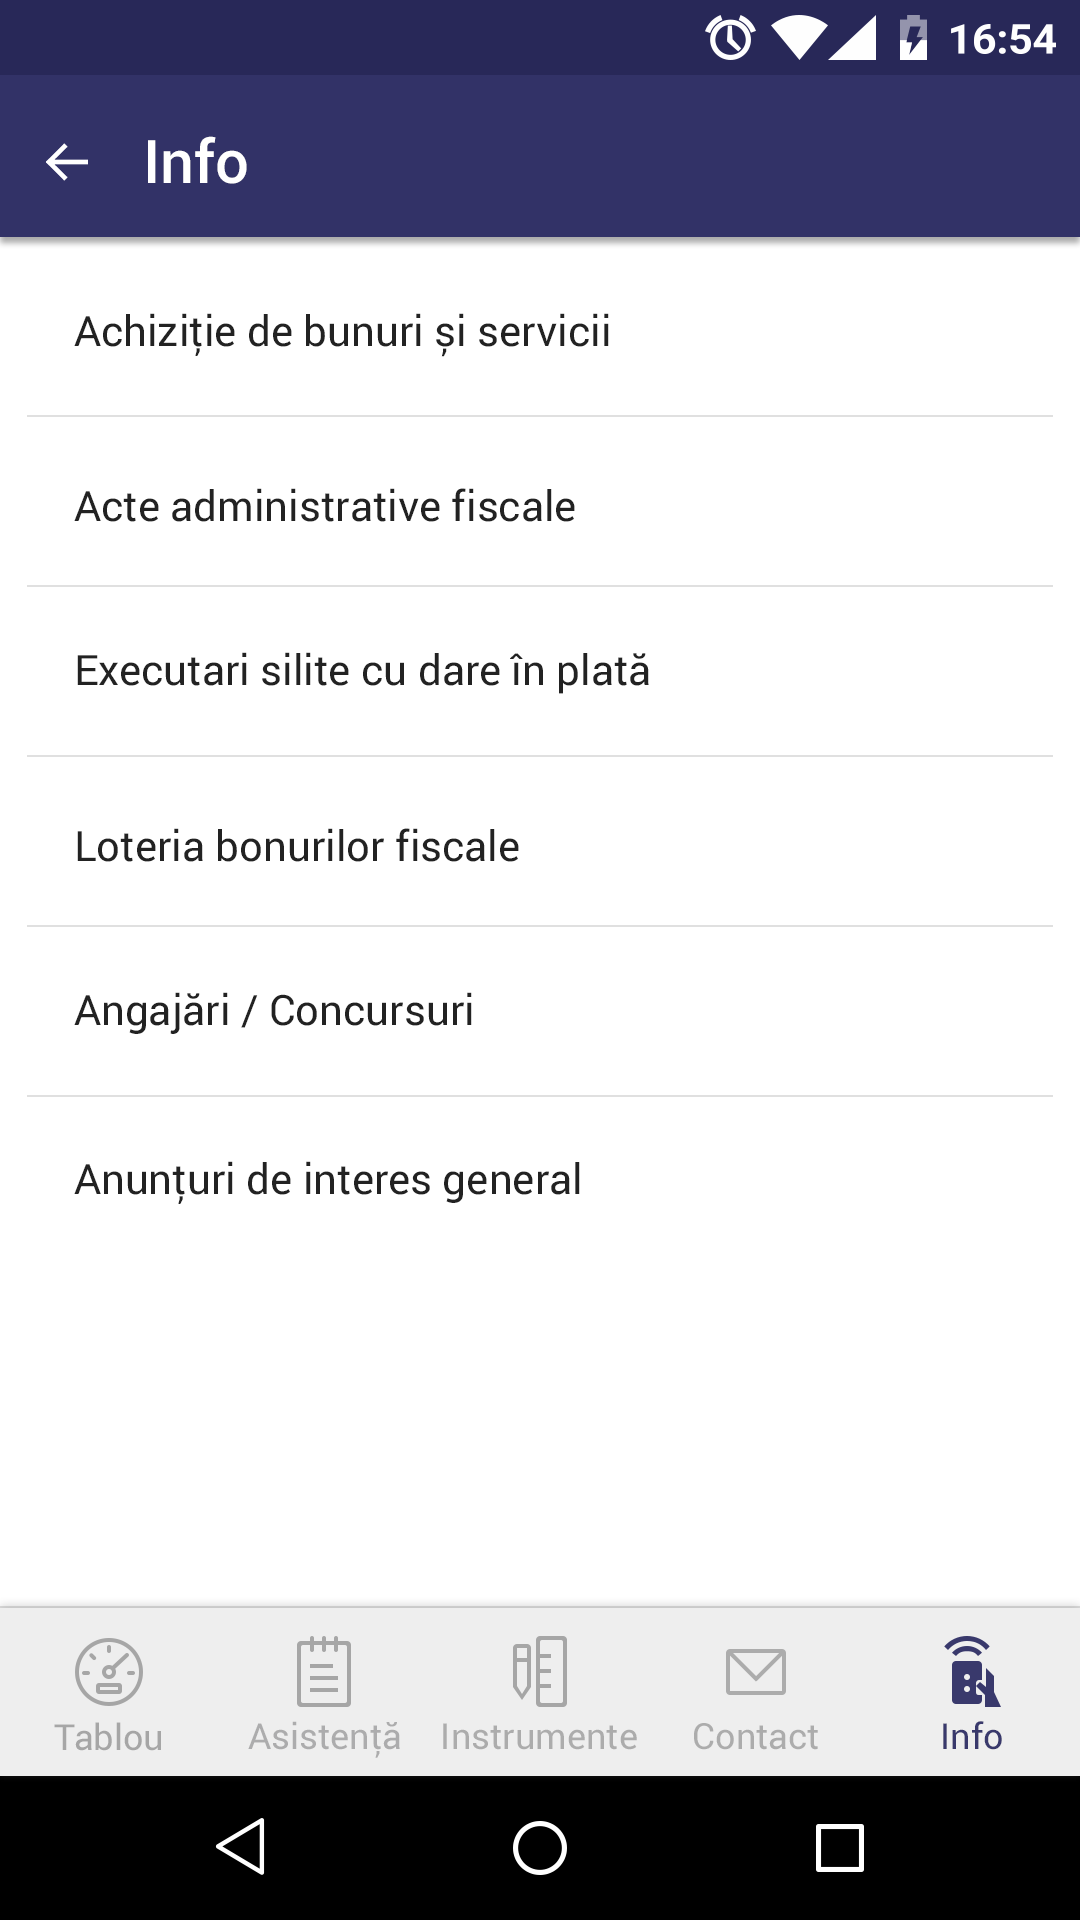 16:54
Info
Achiziție de bunuri și servicii
Acte administrative fiscale
Executari silite cu dare în plată
Loteria bonurilor fiscale
Angajări / Concursuri
Anunțuri de interes general
Tablou Asistență Instrumente Contact Info